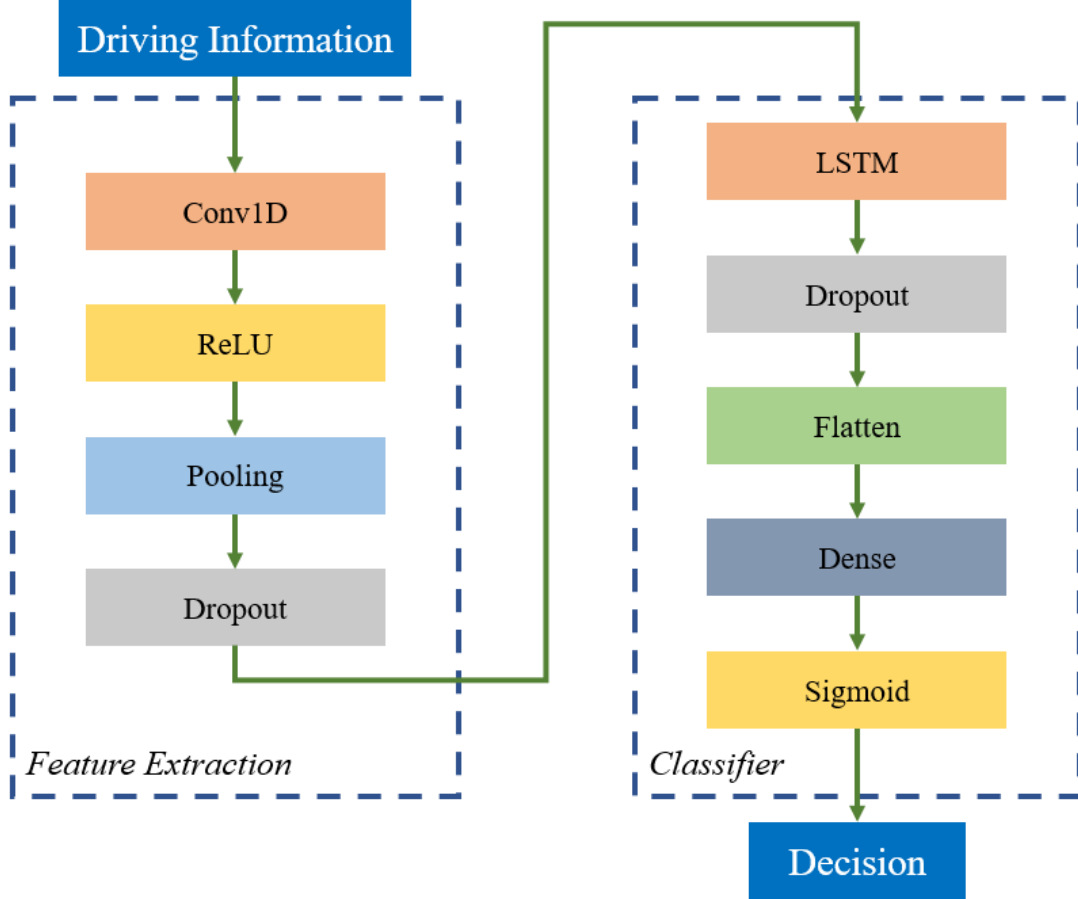 Driving Information
Conv1D
ReLU
Pooling
Dropout
Feature Extraction
LSTM
Dropout
Flatten
Dense
Sigmoid
Classifier
Decision